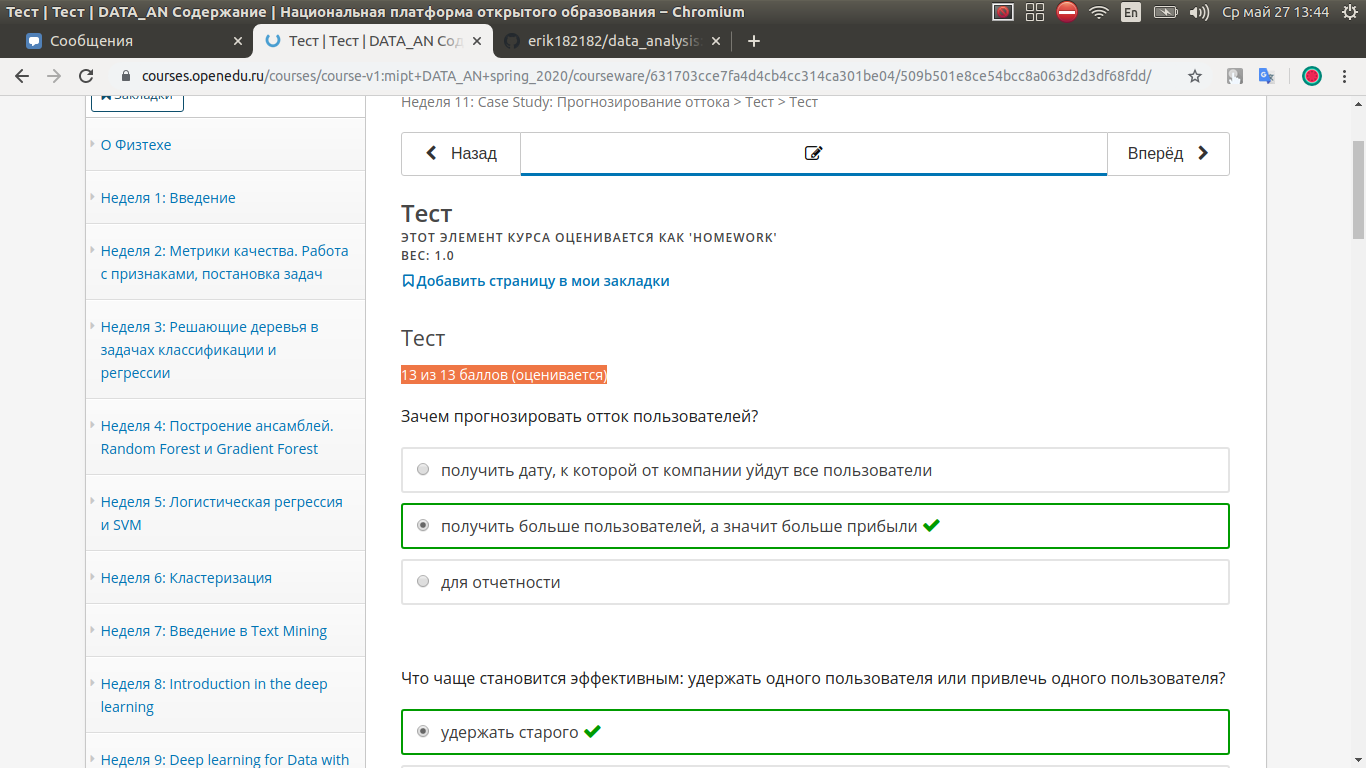 Тест | Тест | DATA_AN Содержание | Национальная платформа открытого образования – Chromium
En
Ср май 27 13:44
Сообщения
Тест | Тест | DATA_AN Сод
erik182182/data_analysis
courses.openedu.ru/courses/course-v1:mipt+DATA_AN+spring_2020/courseware/631703cce7fa4d4cb4cc314ca301be04/509b501e8ce54bcc8a063d2d3df68fdd/
Закладки
О Физтехе
Неделя 1: Введение
Неделя 2: Метрики качества. Работа
с признаками, постановка задач
Неделя 3: Решающие деревья в
задачах классификации и
регрессии
Неделя 4: Построение ансамблей.
Random Forest и Gradient Forest
Неделя 5: Логистическая регрессия
и SVM
Неделя 6: Кластеризация
Неделя 7: Введение в Text Mining
Неделя 8: Introduction in the deep
learning
Неделя 9: Deep learning for Data with
Неделя 11: Case Study: Прогнозирование оттока > Тест > Тест
Назад
Вперёд
Тест
ЭТОТ ЭЛЕМЕНТ КУРСА ОЦЕНИВАЕТСЯ КАК 'HOMEWORK'
ВЕС: 1.0
Добавить страницу в мои закладки
Тест
13 из 13 баллов (оценивается)
Зачем прогнозировать отток пользователей?
получить дату, к которой от компании уйдут все пользователи
получить больше пользователей, а значит больше прибыли
для отчетности
Что чаще становится эффективным: удержать одного пользователя или привлечь одного пользователя?
удержать старого